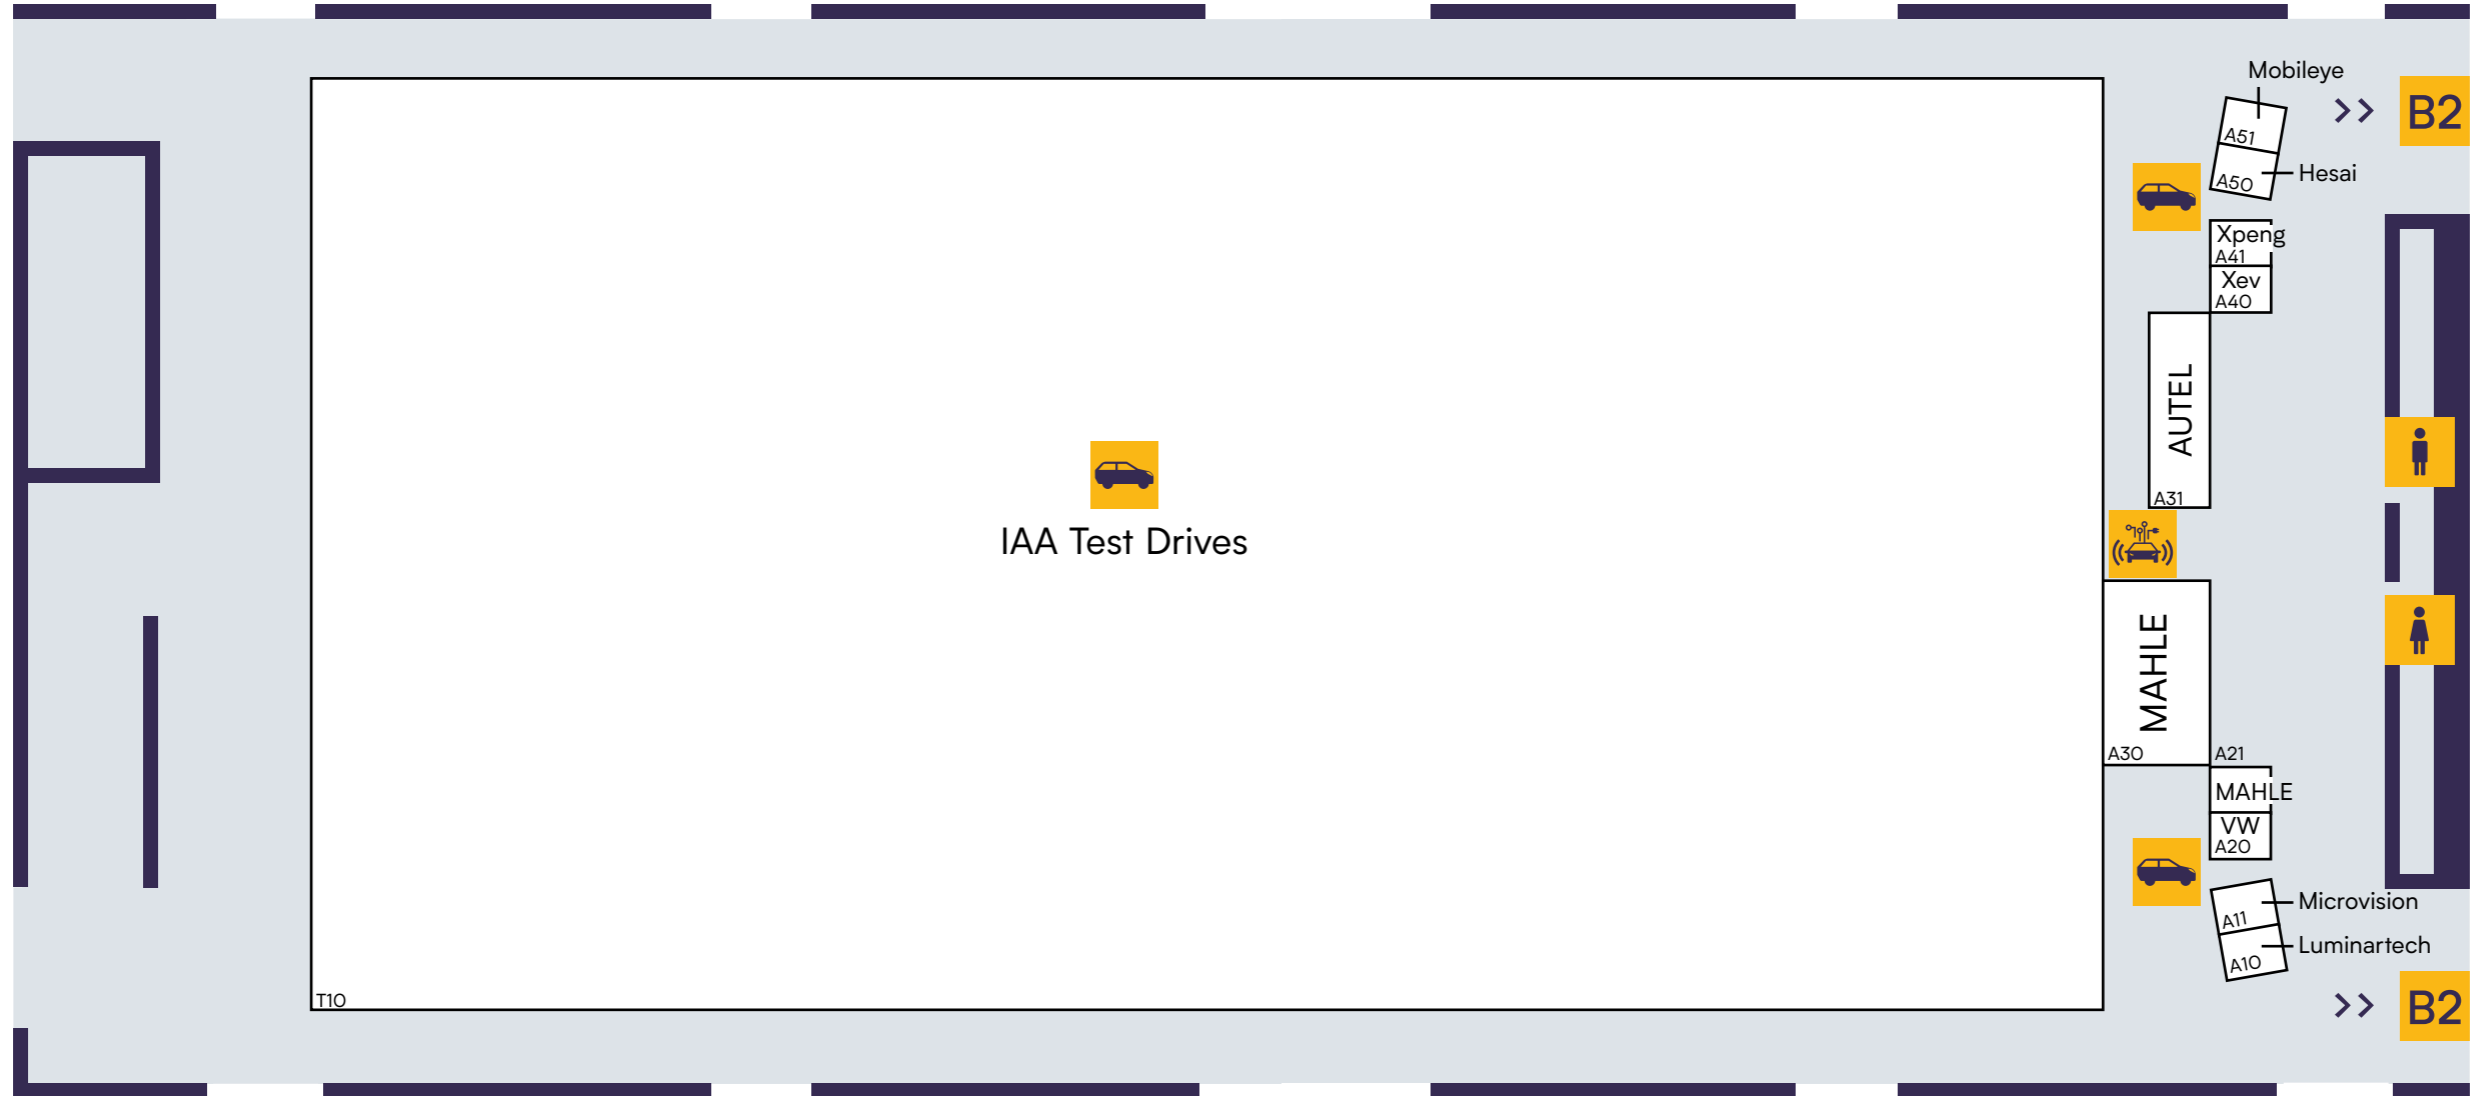 Mobileye
>> B2
A51
A50
Hesai
Xpeng
A41
Xev
A40
AUTEL
A31
IAA Test Drives
MAHLE
A30
A21
MAHLE
VW
A20
Microvision
A11
Luminartech
A10
T10
>> B2